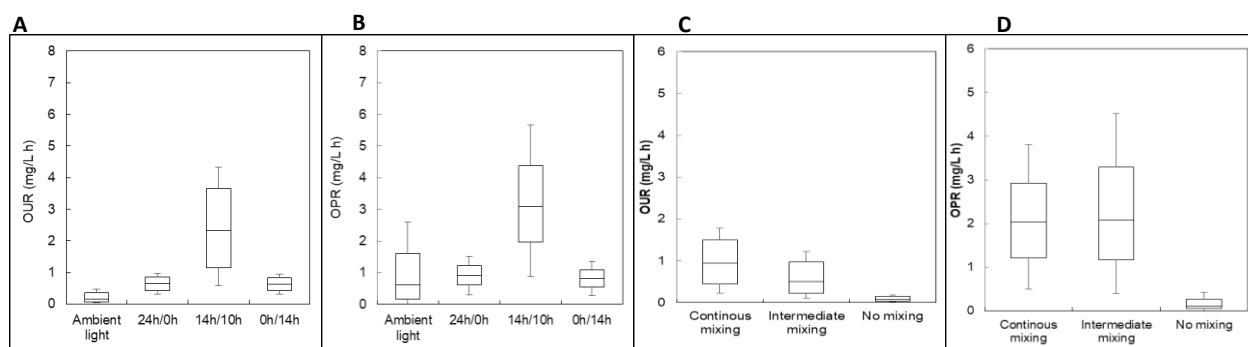 A
OUR (mg/L h)
8
7
6
5
4
3
2
1
0
Ambient light
24h/0h
14h/10h
0h/14h
B
OPR (mg/L h)
8
7
6
5
4
3
2
1
0
Ambient light
24h/0h
14h/10h
0h/14h
C
OUR (mg/L h)
6
5
4
3
2
1
0
Continous mixing
Intermediate mixing
No mixing
D
OPR (mg/L h)
6
5
4
3
2
1
0
Continous mixing
Intermediate mixing
No mixing